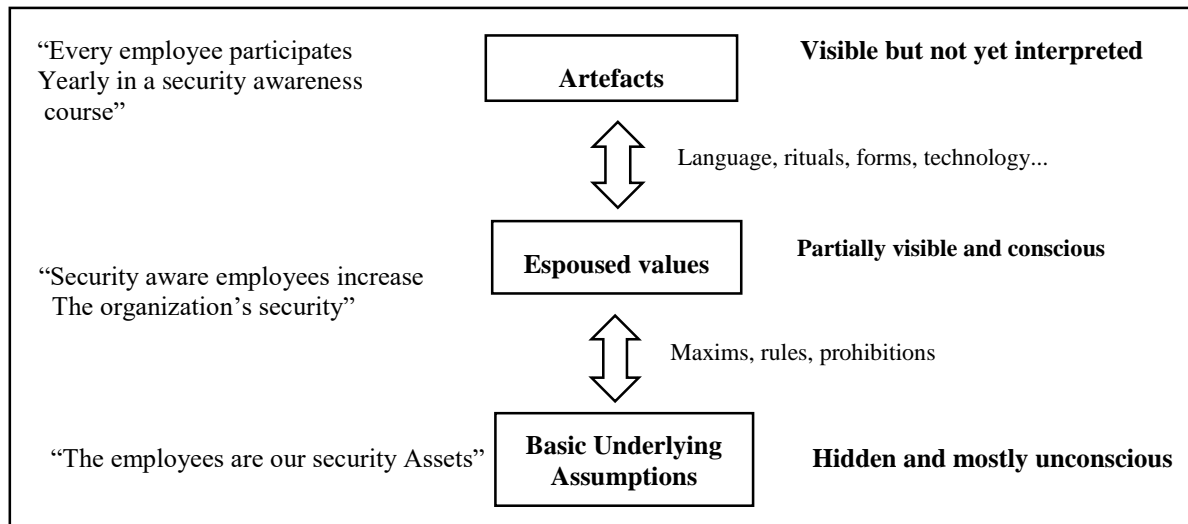 “Every employee participates
Yearly in a security awareness
course”
Artefacts
Visible but not yet interpreted
Language, rituals, forms, technology...
Espoused values
Partially visible and conscious
“Security aware employees increase
The organization’s security”
Maxims, rules, prohibitions
“The employees are our security Assets”
Basic Underlying
Assumptions
Hidden and mostly unconscious